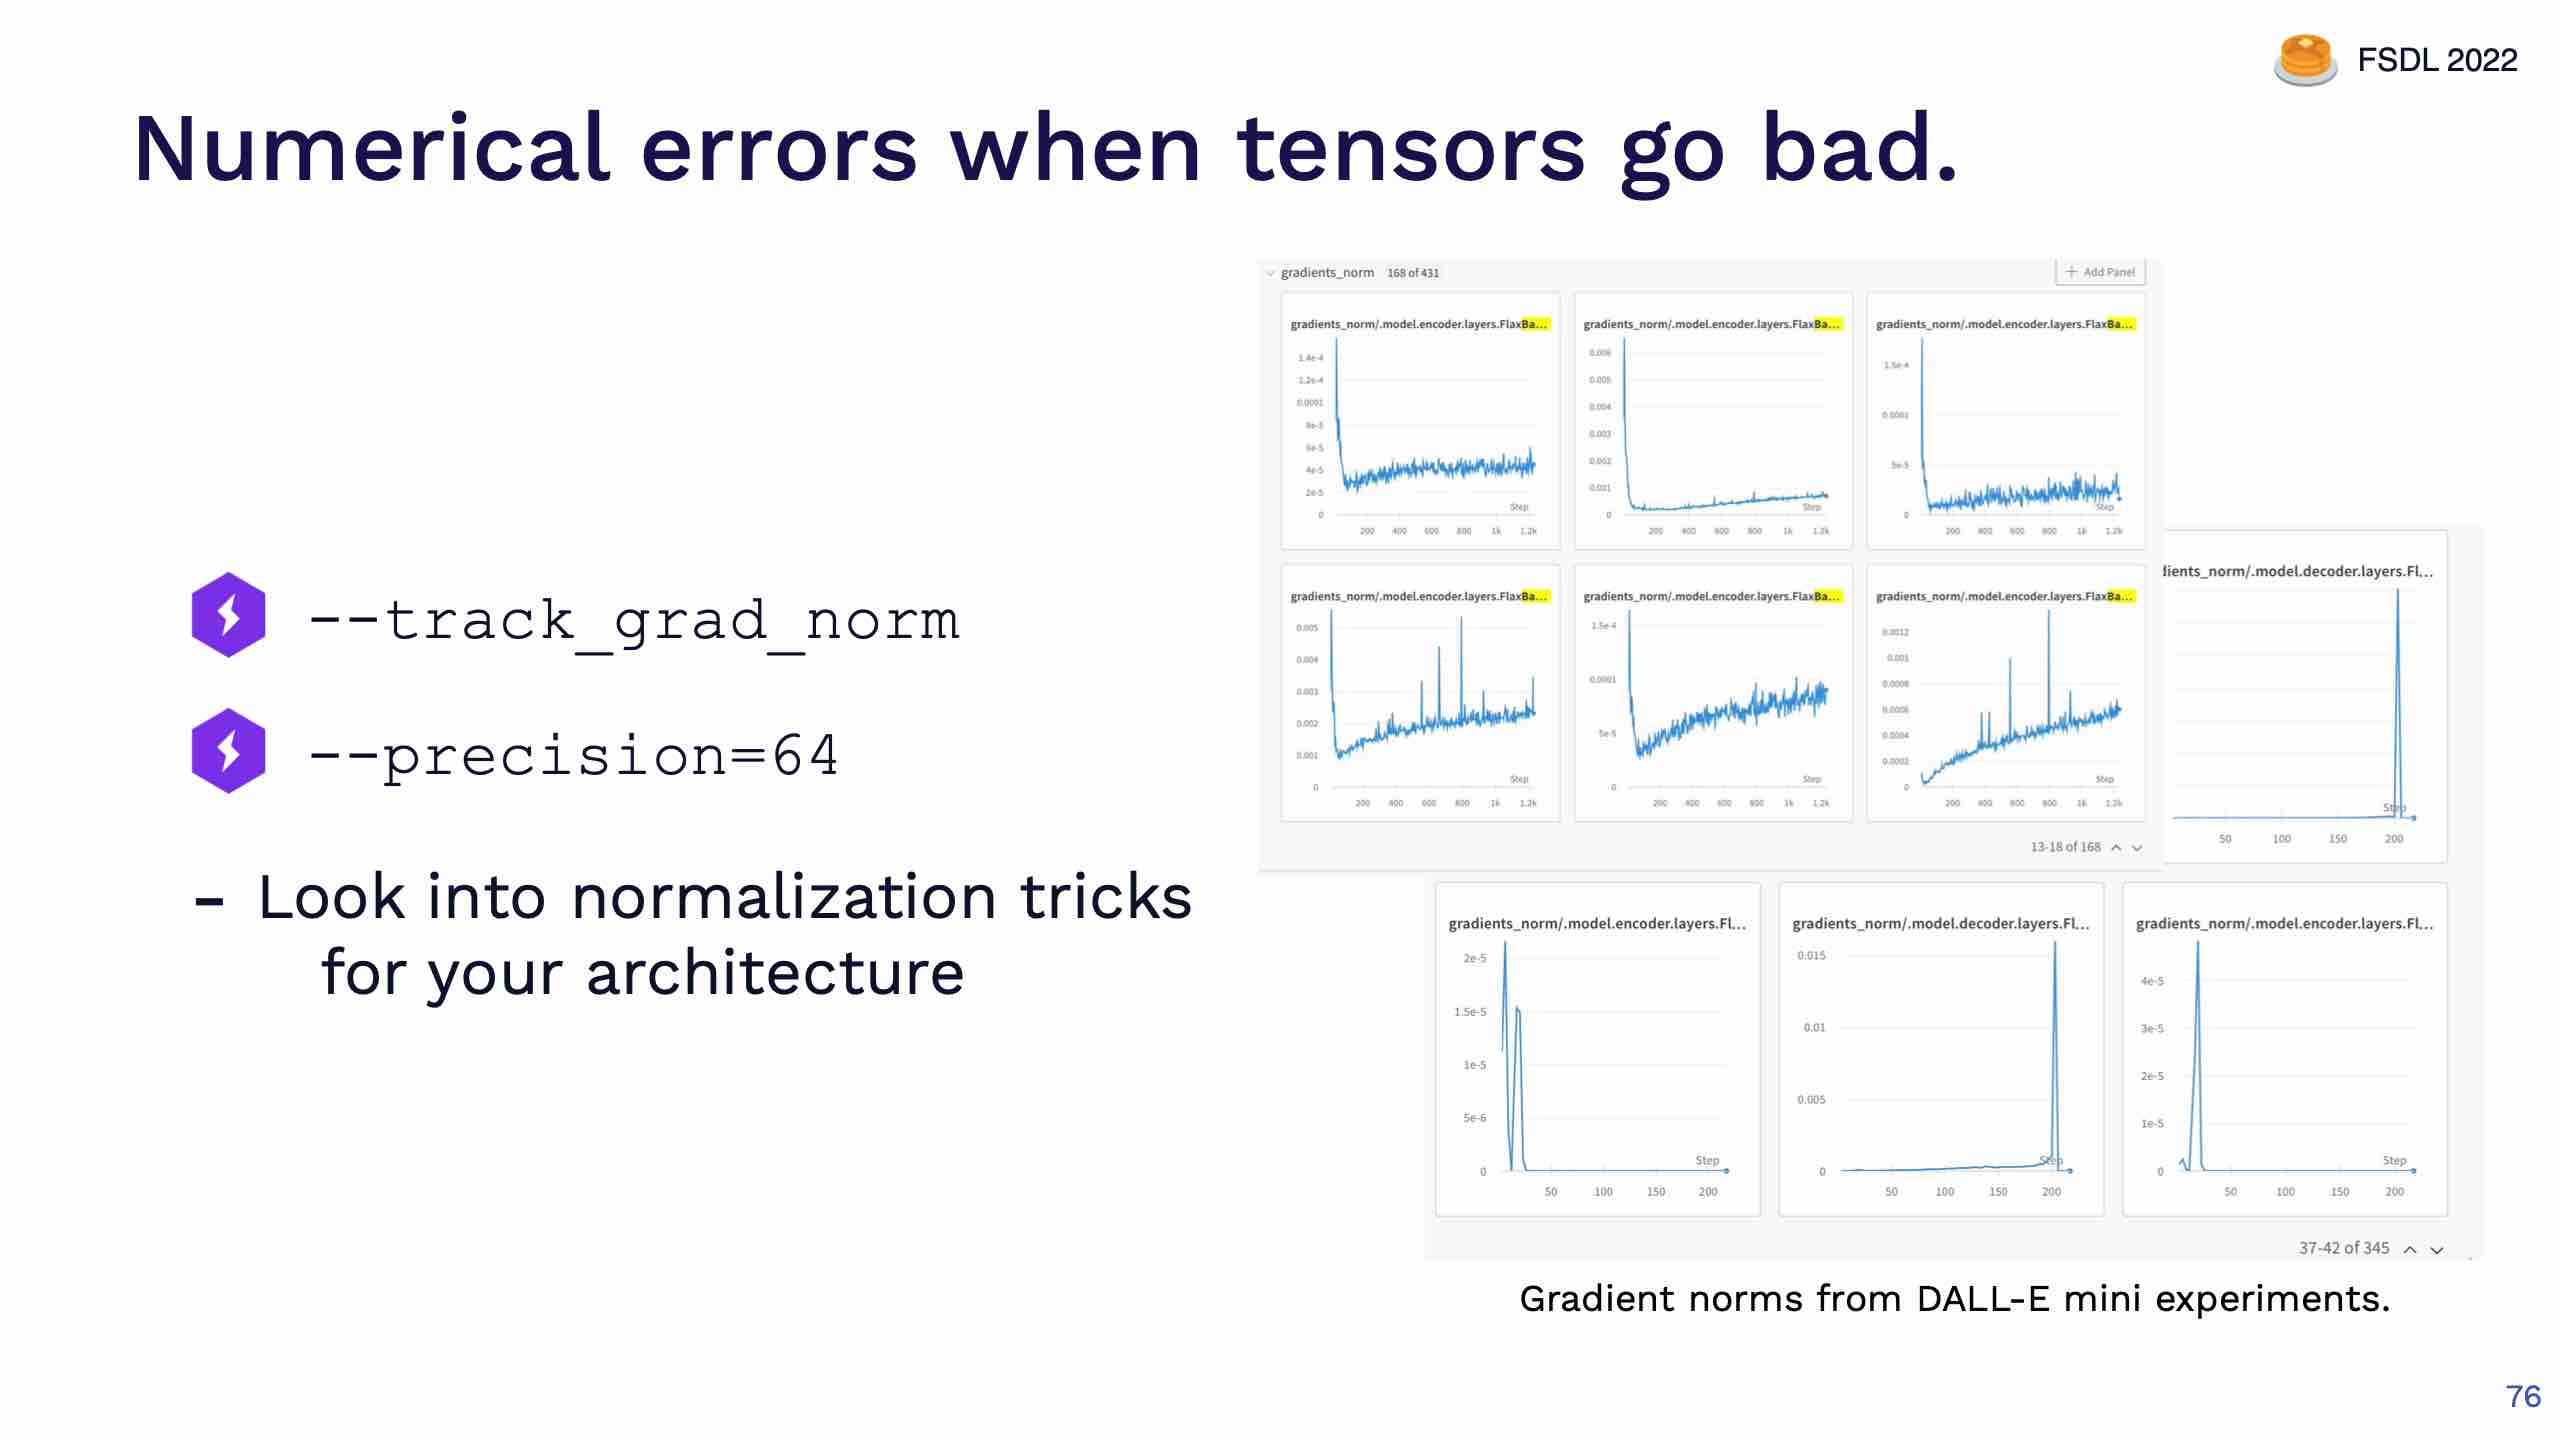 FSDL 2022
Numerical errors when tensors go bad.
--track_grad_norm
--precision=64
- Look into normalization tricks
for your architecture
gradients_norm 168 of 431
+ Add Panel
gradients_norm/.model.encoder.layers.FlaxBa...
1.4e-4
1.2e-4
0.0001
8e-5
6e-5
4e-5
2e-5
0
Step
200 400 600 800 1k 1.2k
gradients_norm/.model.encoder.layers.FlaxBa...
0.006
0.005
0.004
0.003
0.002
0.001
0
Step
200 400 600 800 1k 1.2k
gradients_norm/.model.encoder.layers.FlaxBa...
1.5e-4
0.0001
5e-5
0
Step
200 400 600 800 1k 1.2k
gradients_norm/.model.encoder.layers.FlaxBa...
0.005
0.004
0.003
0.002
0.001
0
Step
200 400 600 800 1k 1.2k
gradients_norm/.model.encoder.layers.FlaxBa...
1.5e-4
0.0001
5e-5
0
Step
200 400 600 800 1k 1.2k
gradients_norm/.model.encoder.layers.FlaxBa...
0.0012
0.001
0.0008
0.0006
0.0004
0.0002
0
Step
200 400 600 800 1k 1.2k
13-18 of 168
dients_norm/.model.decoder.layers.Fl...
Step
50 100 150 200
gradients_norm/.model.encoder.layers.Fl...
2e-5
1.5e-5
1e-5
5e-6
0
Step
50 100 150 200
gradients_norm/.model.decoder.layers.Fl...
0.015
0.01
0.005
0
Step
50 100 150 200
gradients_norm/.model.encoder.layers.Fl...
4e-5
3e-5
2e-5
1e-5
0
Step
50 100 150 200
37-42 of 345
Gradient norms from DALL-E mini experiments.
76